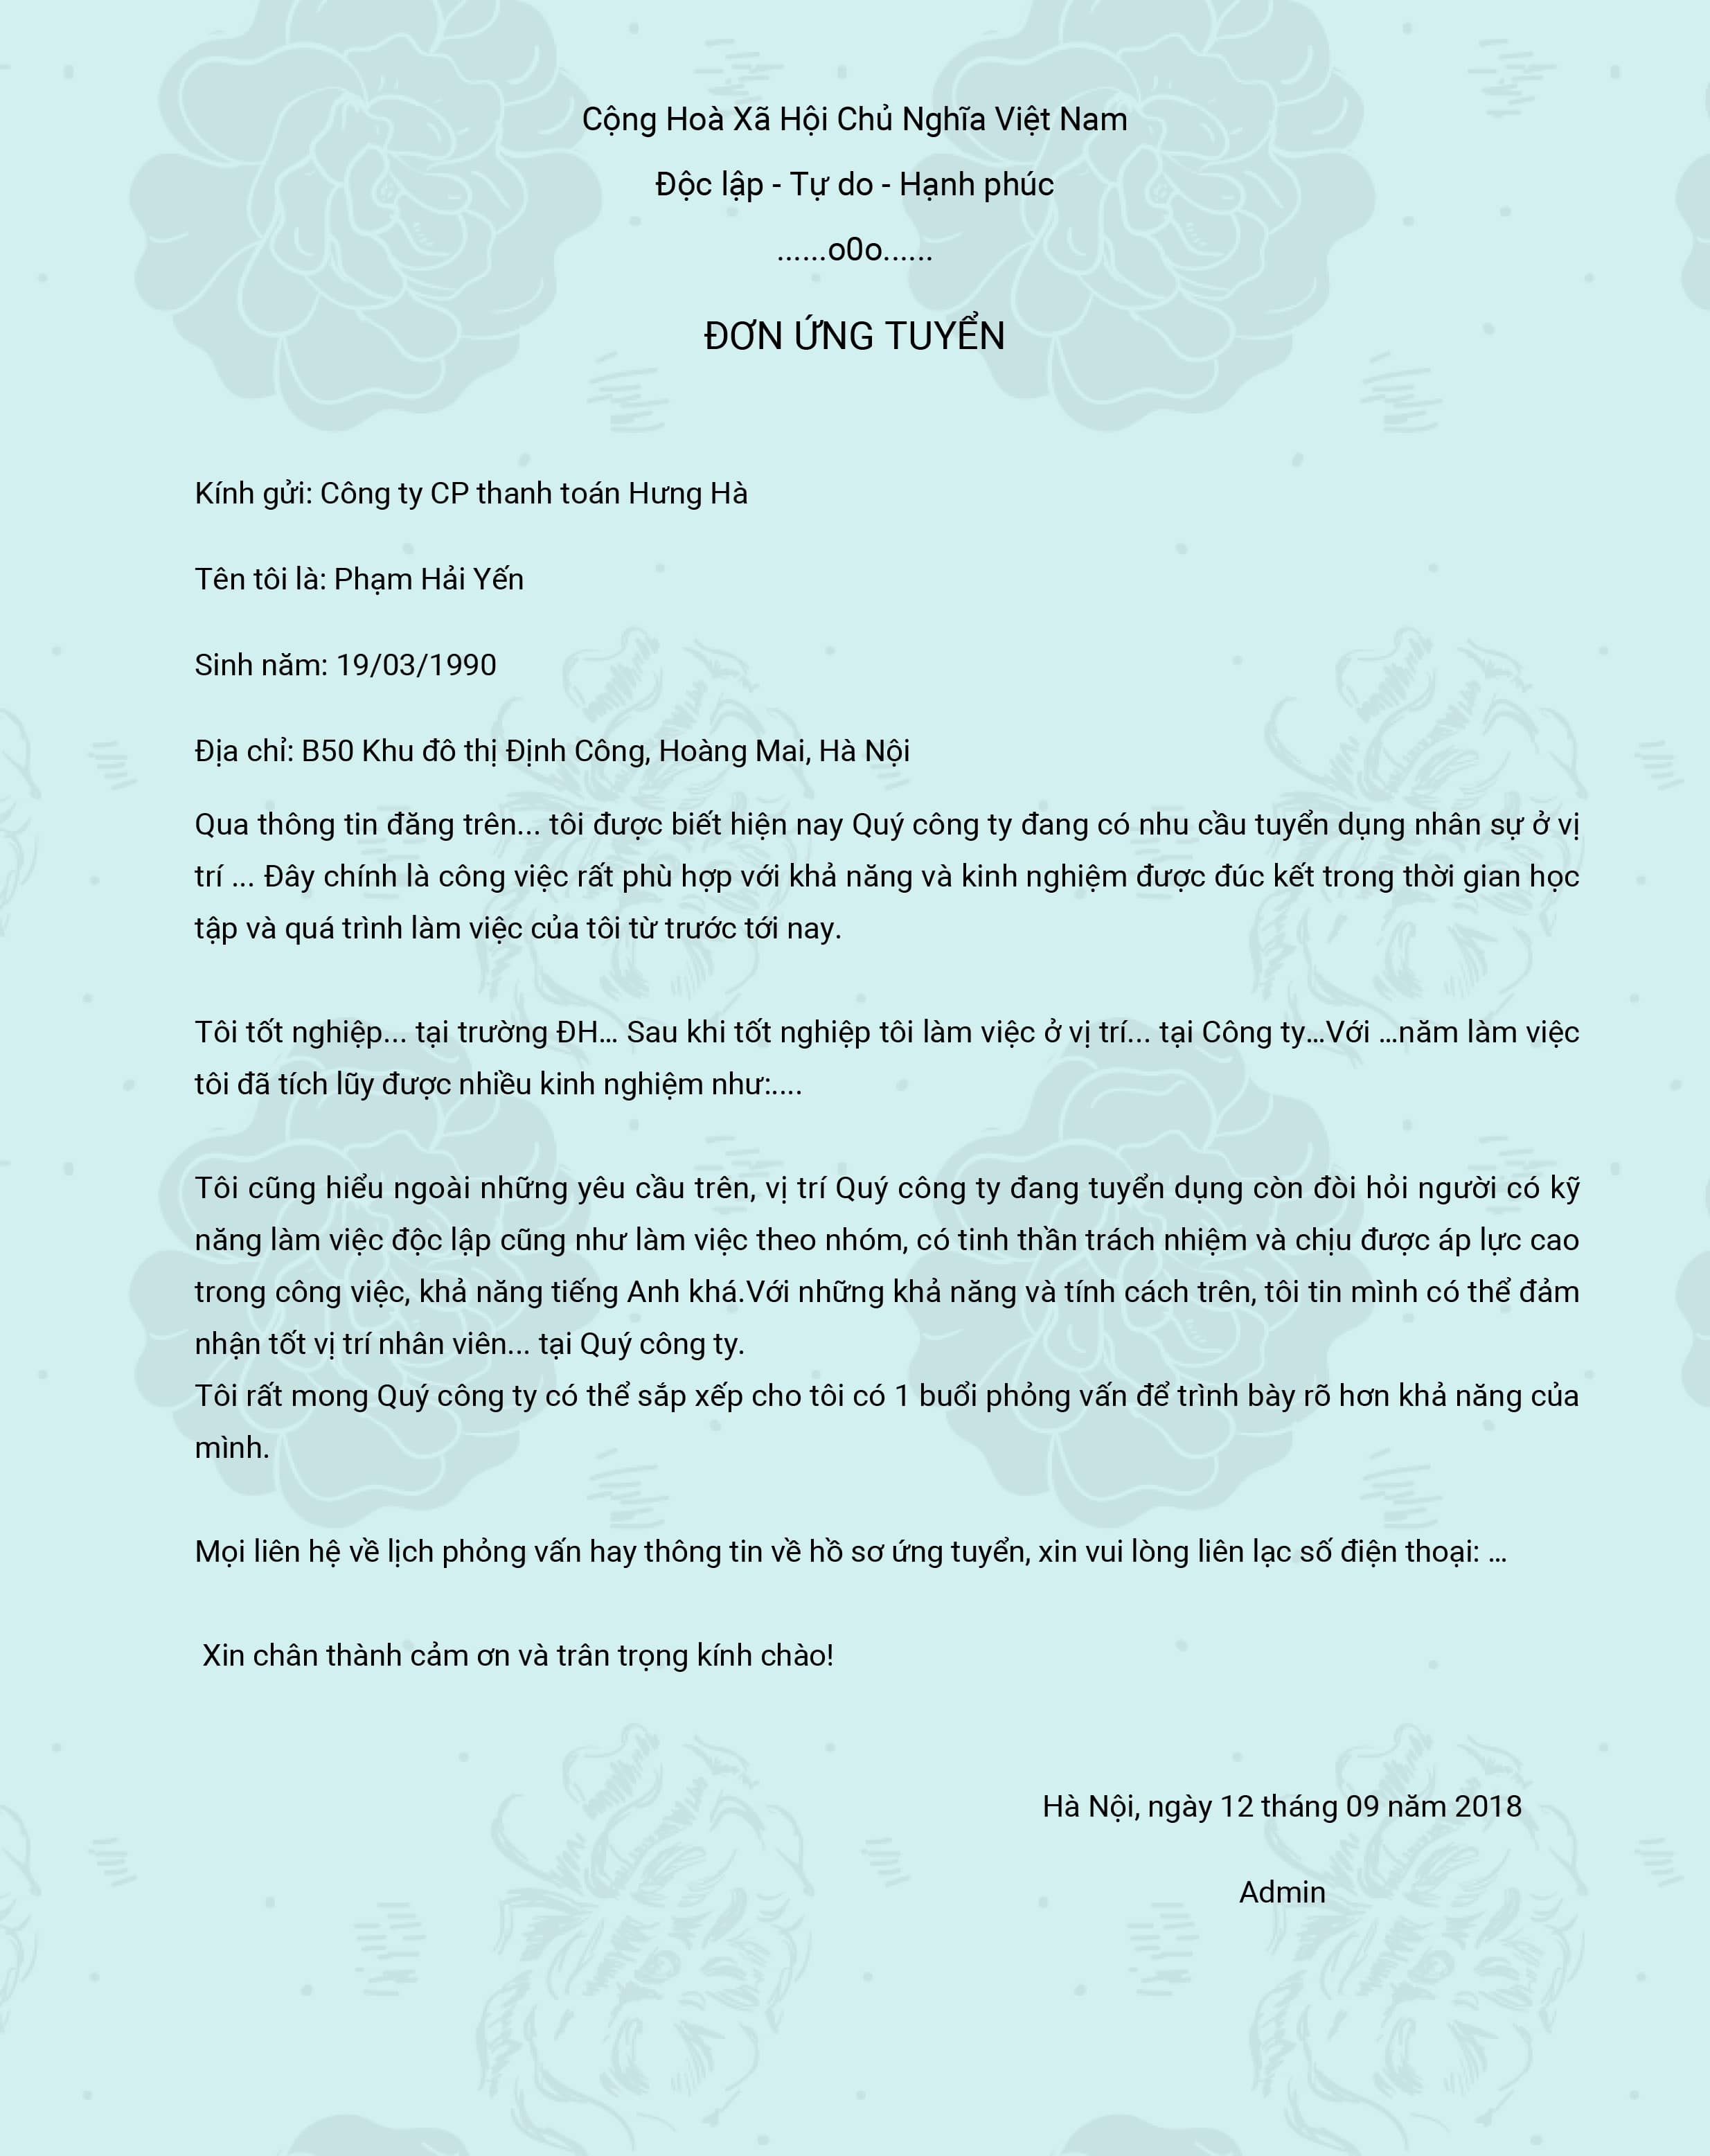 Cộng Hoà Xã Hội Chủ Nghĩa Việt Nam
Độc lập - Tự do - Hạnh phúc
......o0o......
ĐƠN ỨNG TUYỂN
Kính gửi: Công ty CP thanh toán Hưng Hà
Tên tôi là: Phạm Hải Yến
Sinh năm: 19/03/1990
Địa chỉ: B50 Khu đô thị Định Công, Hoàng Mai, Hà Nội
Qua thông tin đăng trên... tôi được biết hiện nay Quý công ty đang có nhu cầu tuyển dụng nhân sự ở vị
trí ... Đây chính là công việc rất phù hợp với khả năng và kinh nghiệm được đúc kết trong thời gian học
tập và quá trình làm việc của tôi từ trước tới nay.
Tôi tốt nghiệp... tại trường ĐH… Sau khi tốt nghiệp tôi làm việc ở vị trí... tại Công ty…Với …năm làm việc
tôi đã tích lũy được nhiều kinh nghiệm như:....
Tôi cũng hiểu ngoài những yêu cầu trên, vị trí Quý công ty đang tuyển dụng còn đòi hỏi người có kỹ
năng làm việc độc lập cũng như làm việc theo nhóm, có tinh thần trách nhiệm và chịu được áp lực cao
trong công việc, khả năng tiếng Anh khá.Với những khả năng và tính cách trên, tôi tin mình có thể đảm
nhận tốt vị trí nhân viên... tại Quý công ty.
Tôi rất mong Quý công ty có thể sắp xếp cho tôi có 1 buổi phỏng vấn để trình bày rõ hơn khả năng của
mình.
Mọi liên hệ về lịch phỏng vấn hay thông tin về hồ sơ ứng tuyển, xin vui lòng liên lạc số điện thoại: …
Xin chân thành cảm ơn và trân trọng kính chào!
Hà Nội, ngày 12 tháng 09 năm 2018
Admin